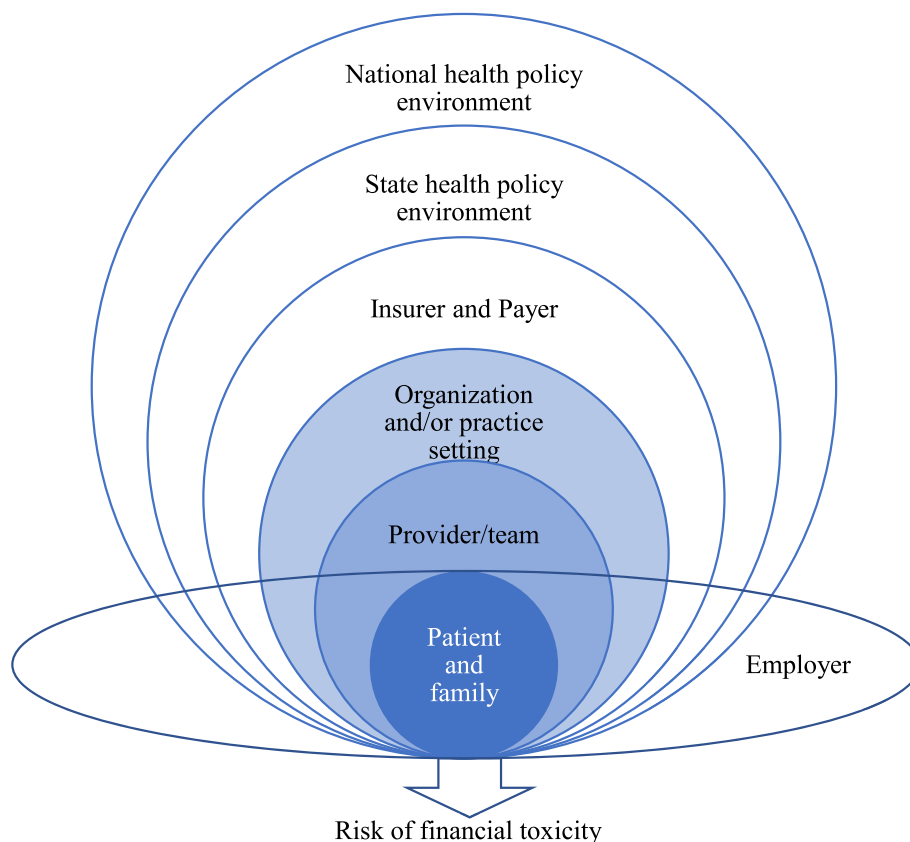 National health policy
environment
State health policy
environment
Insurer and Payer
Organization
and/or practice
setting
Provider/team
Patient
and
family
Employer
Risk of financial toxicity